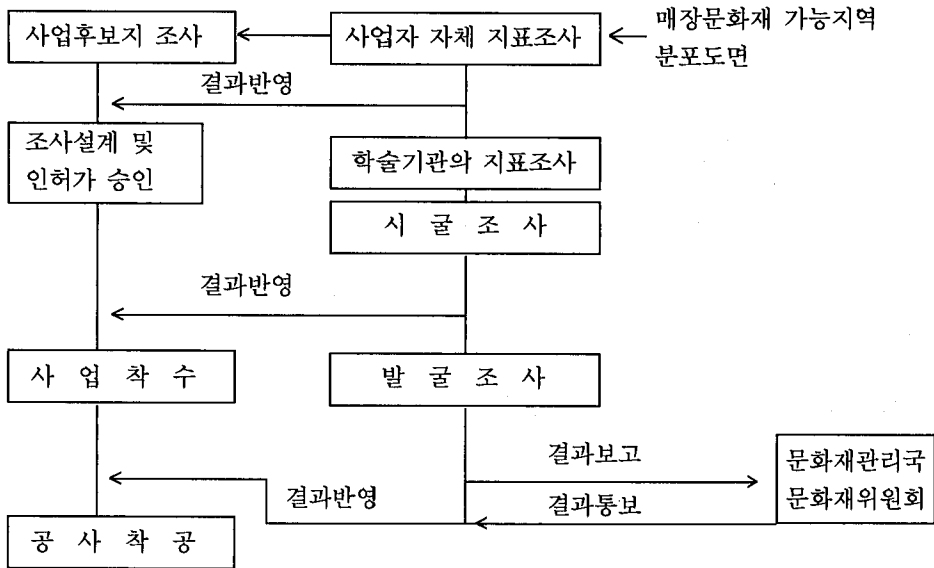 사업후보지 조사
사업자 자체 지표조사
매장문화재 가능지역
분포도면
결과반영
조사설계 및
인허가 승인
학술기관의 지표조사
시 굴 조 사
결과반영
사 업 착 수
발 굴 조 사
결과보고
문화재관리국
문화재위원회
결과반영
결과통보
공 사 착 공